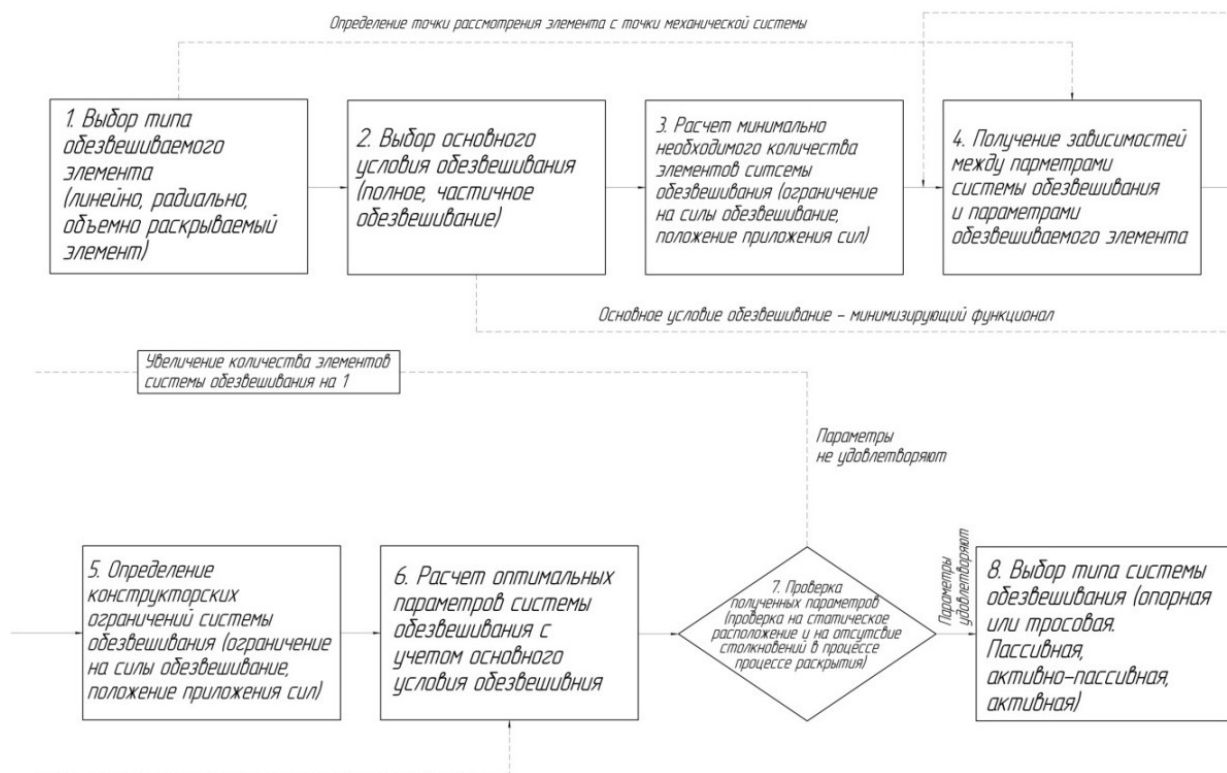 Определение точки рассмотрения элемента с точки механической системы
1. Выбор типа
обезвешиваемого
элемента
(линейно, радиально,
объемно раскрываемый
элемент)
2. Выбор основного
условия обезвешивания
(полное, частичное
обезвешивание)
3. Расчет минимально
необходимого количества
элементов ситсемы
обезвешивания (ограничение
на силы обезвешивание,
положение приложения сил)
4. Получение зависимостей
между парметрами
системы обезвешивания
и параметрами
обезвешиваемого элемента
Основное условие обезвешивание – минимизирующий функционал
Увеличение количества элементов
системы обезвешивания на 1
Параметры
не удовлетворяют
5. Определение
конструкторских
ограничений системы
обезвешивания (ограничение
на силы обезвешивание,
положение приложения сил)
6. Расчет оптимальных
параметров системы
обезвешивания с
учетом основного
условия обезвешивния
7. Проверка
полученных параметров
(проверка на статическое
расположение и на отсутсвие
столкновений в процессе
процессе раскрытия)
Параметры
удовлетворяют
8. Выбор типа системы
обезвешивания (опорная
или тросовая.
Пассивная,
активно-пассивная,
активная)